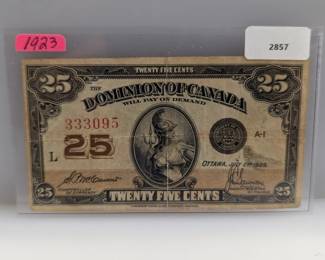 1923
2857
TWENTY FIVE CENTS
25 25
THE DOMINION OF CANADA
WILL PAY ON DEMAND
333095
A-1
L 25
OTTAWA, JULY 2ND 1923
25 TWENTY FIVE CENTS 25